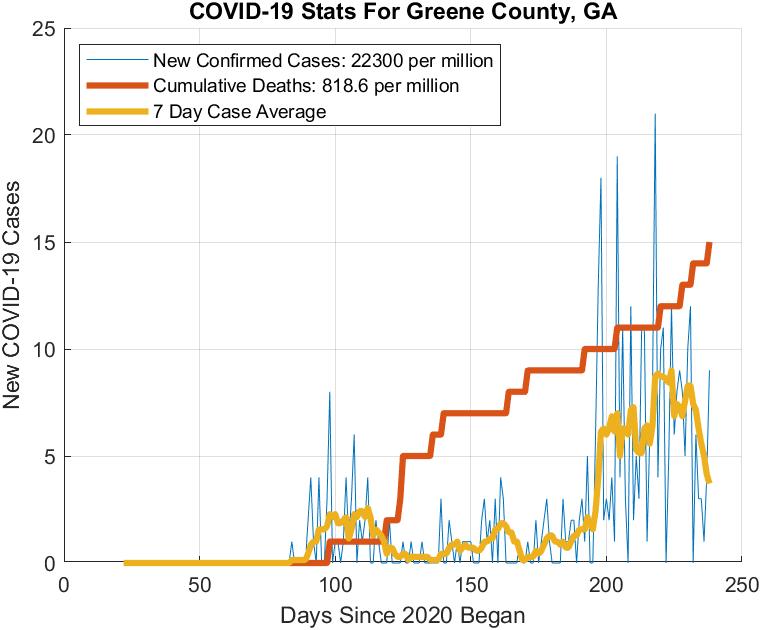 COVID-19 Stats For Greene County, GA
New Confirmed Cases: 22300 per million
Cumulative Deaths: 818.6 per million
7 Day Case Average
New COVID-19 Cases
25
20
15
10
5
0
0 50 100 150 200 250
Days Since 2020 Began